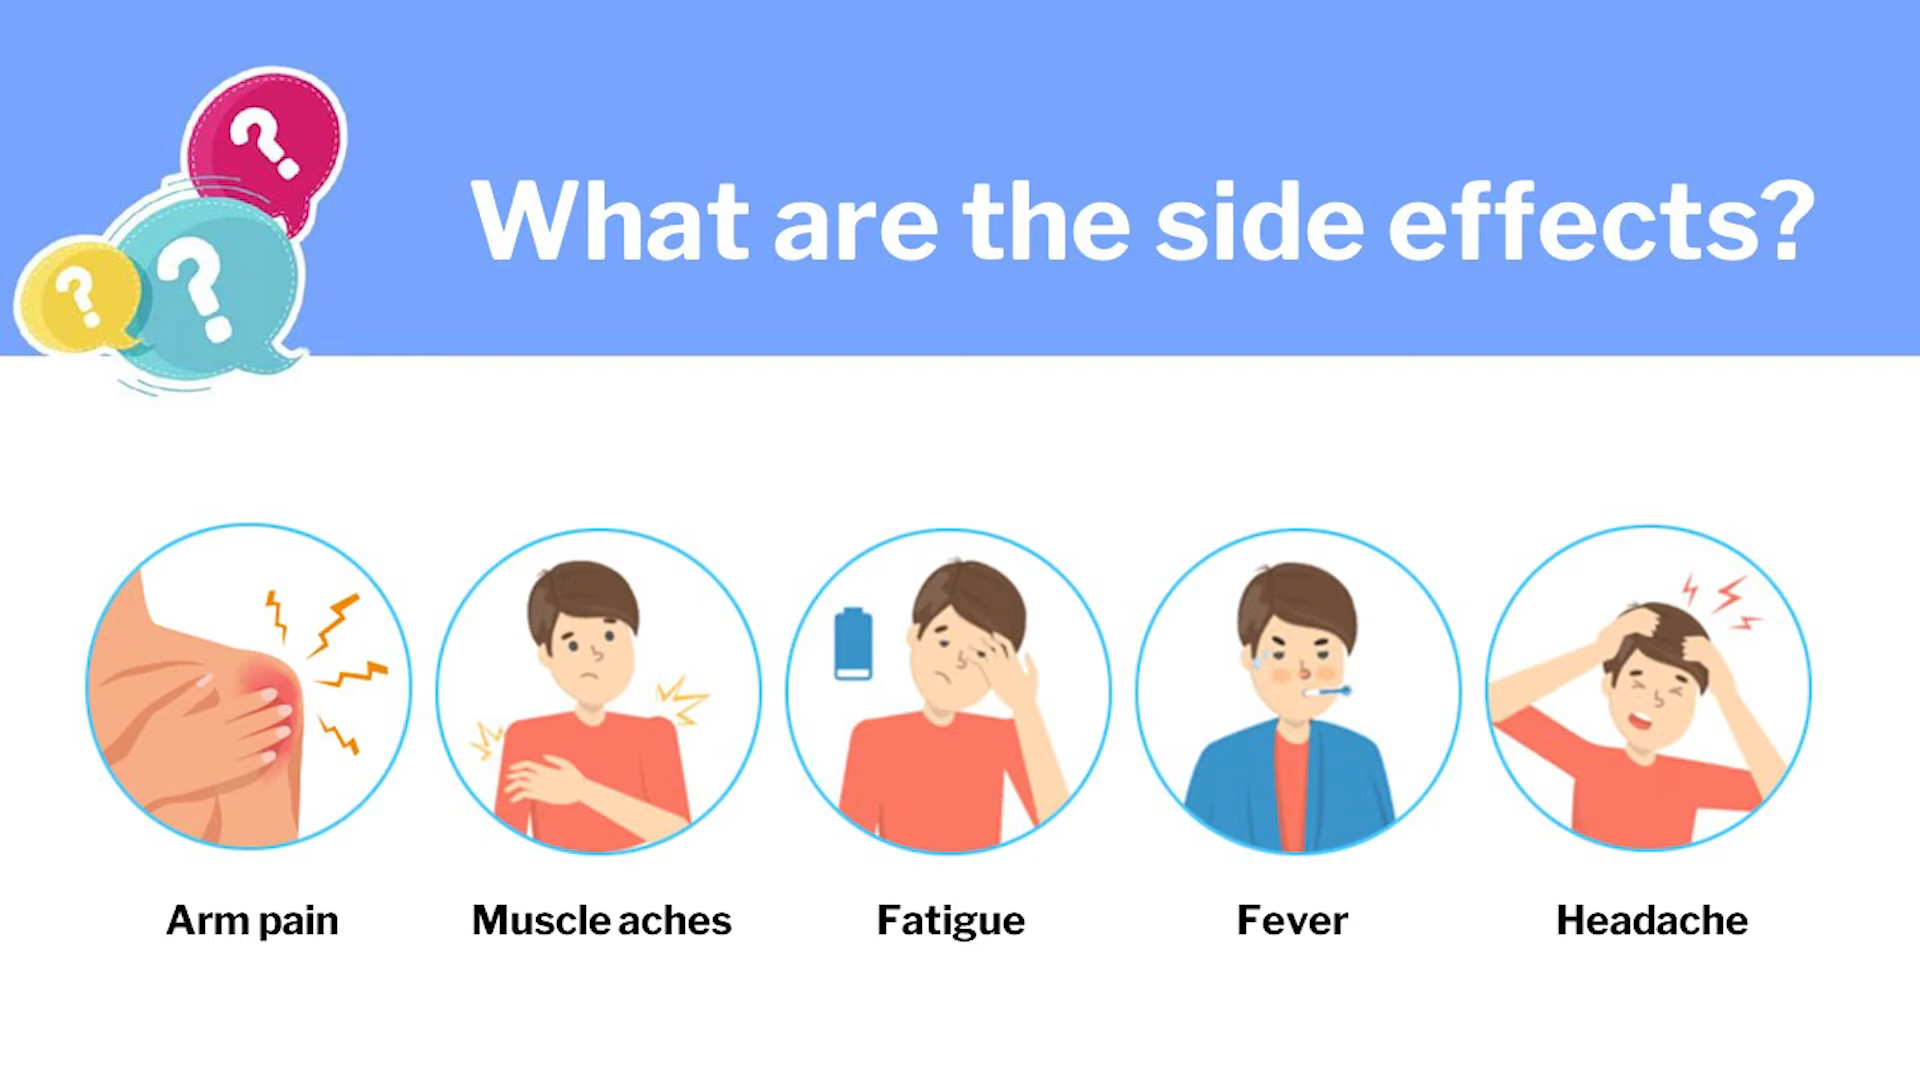 What are the side effects?
Arm pain
Muscle aches
Fatigue
Fever
Headache